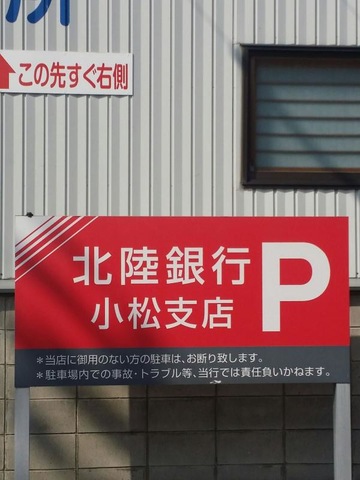 所
この先すぐ右側
北陸銀行 P
小松支店
＊当店に御用のない方の駐車は、お断り致します。
＊駐車場内での事故・トラブル等、当行では責任負いかねます。